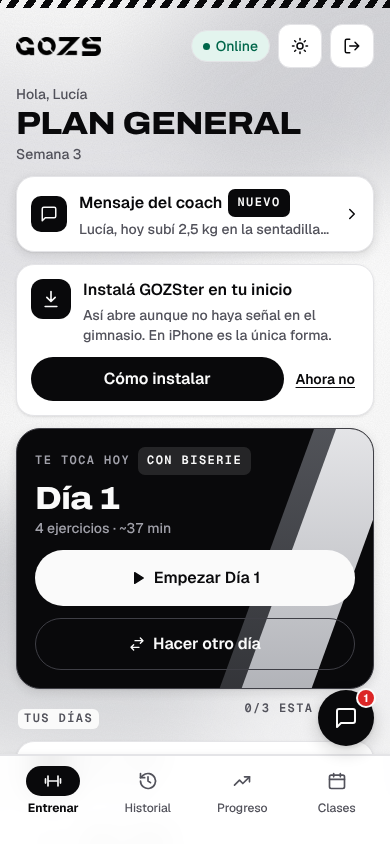 GOZS
Online
Hola, Lucía
PLAN GENERAL
Semana 3
Mensaje del coach NUEVO
Lucía, hoy subí 2,5 kg en la sentadilla...
Instalá GOZSter en tu inicio
Así abre aunque no haya señal en el
gimnasio. En iPhone es la única forma.
Cómo instalar
Ahora no
TE TOCA HOY CON BISERIE
Día 1
4 ejercicios · ~37 min
Empezar Día 1
Hacer otro día
1
TUS DÍAS
0/3 ESTA
Entrenar
Historial
Progreso
Clases